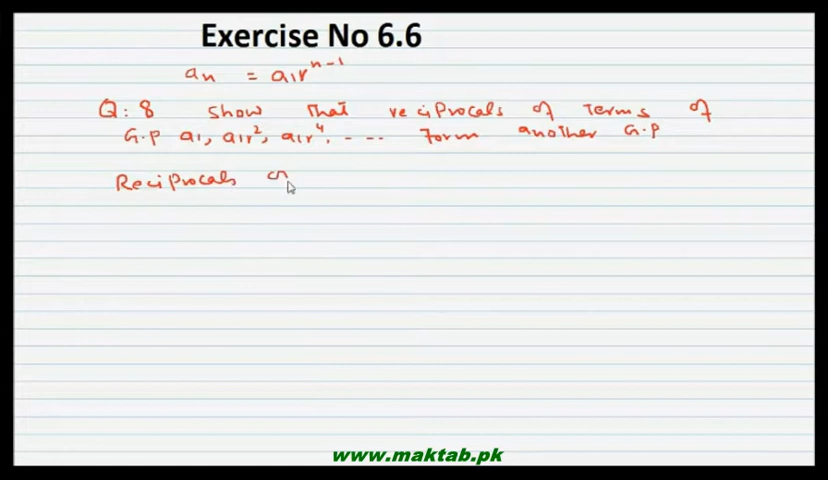 Exercise No 6.6
aₙ = a₁rⁿ⁻¹
Q: 8 Show That reciprocals of Terms of
G.P a₁, a₁r², a₁r⁴, - - -- form another G.P
Reciprocals
www.maktab.pk